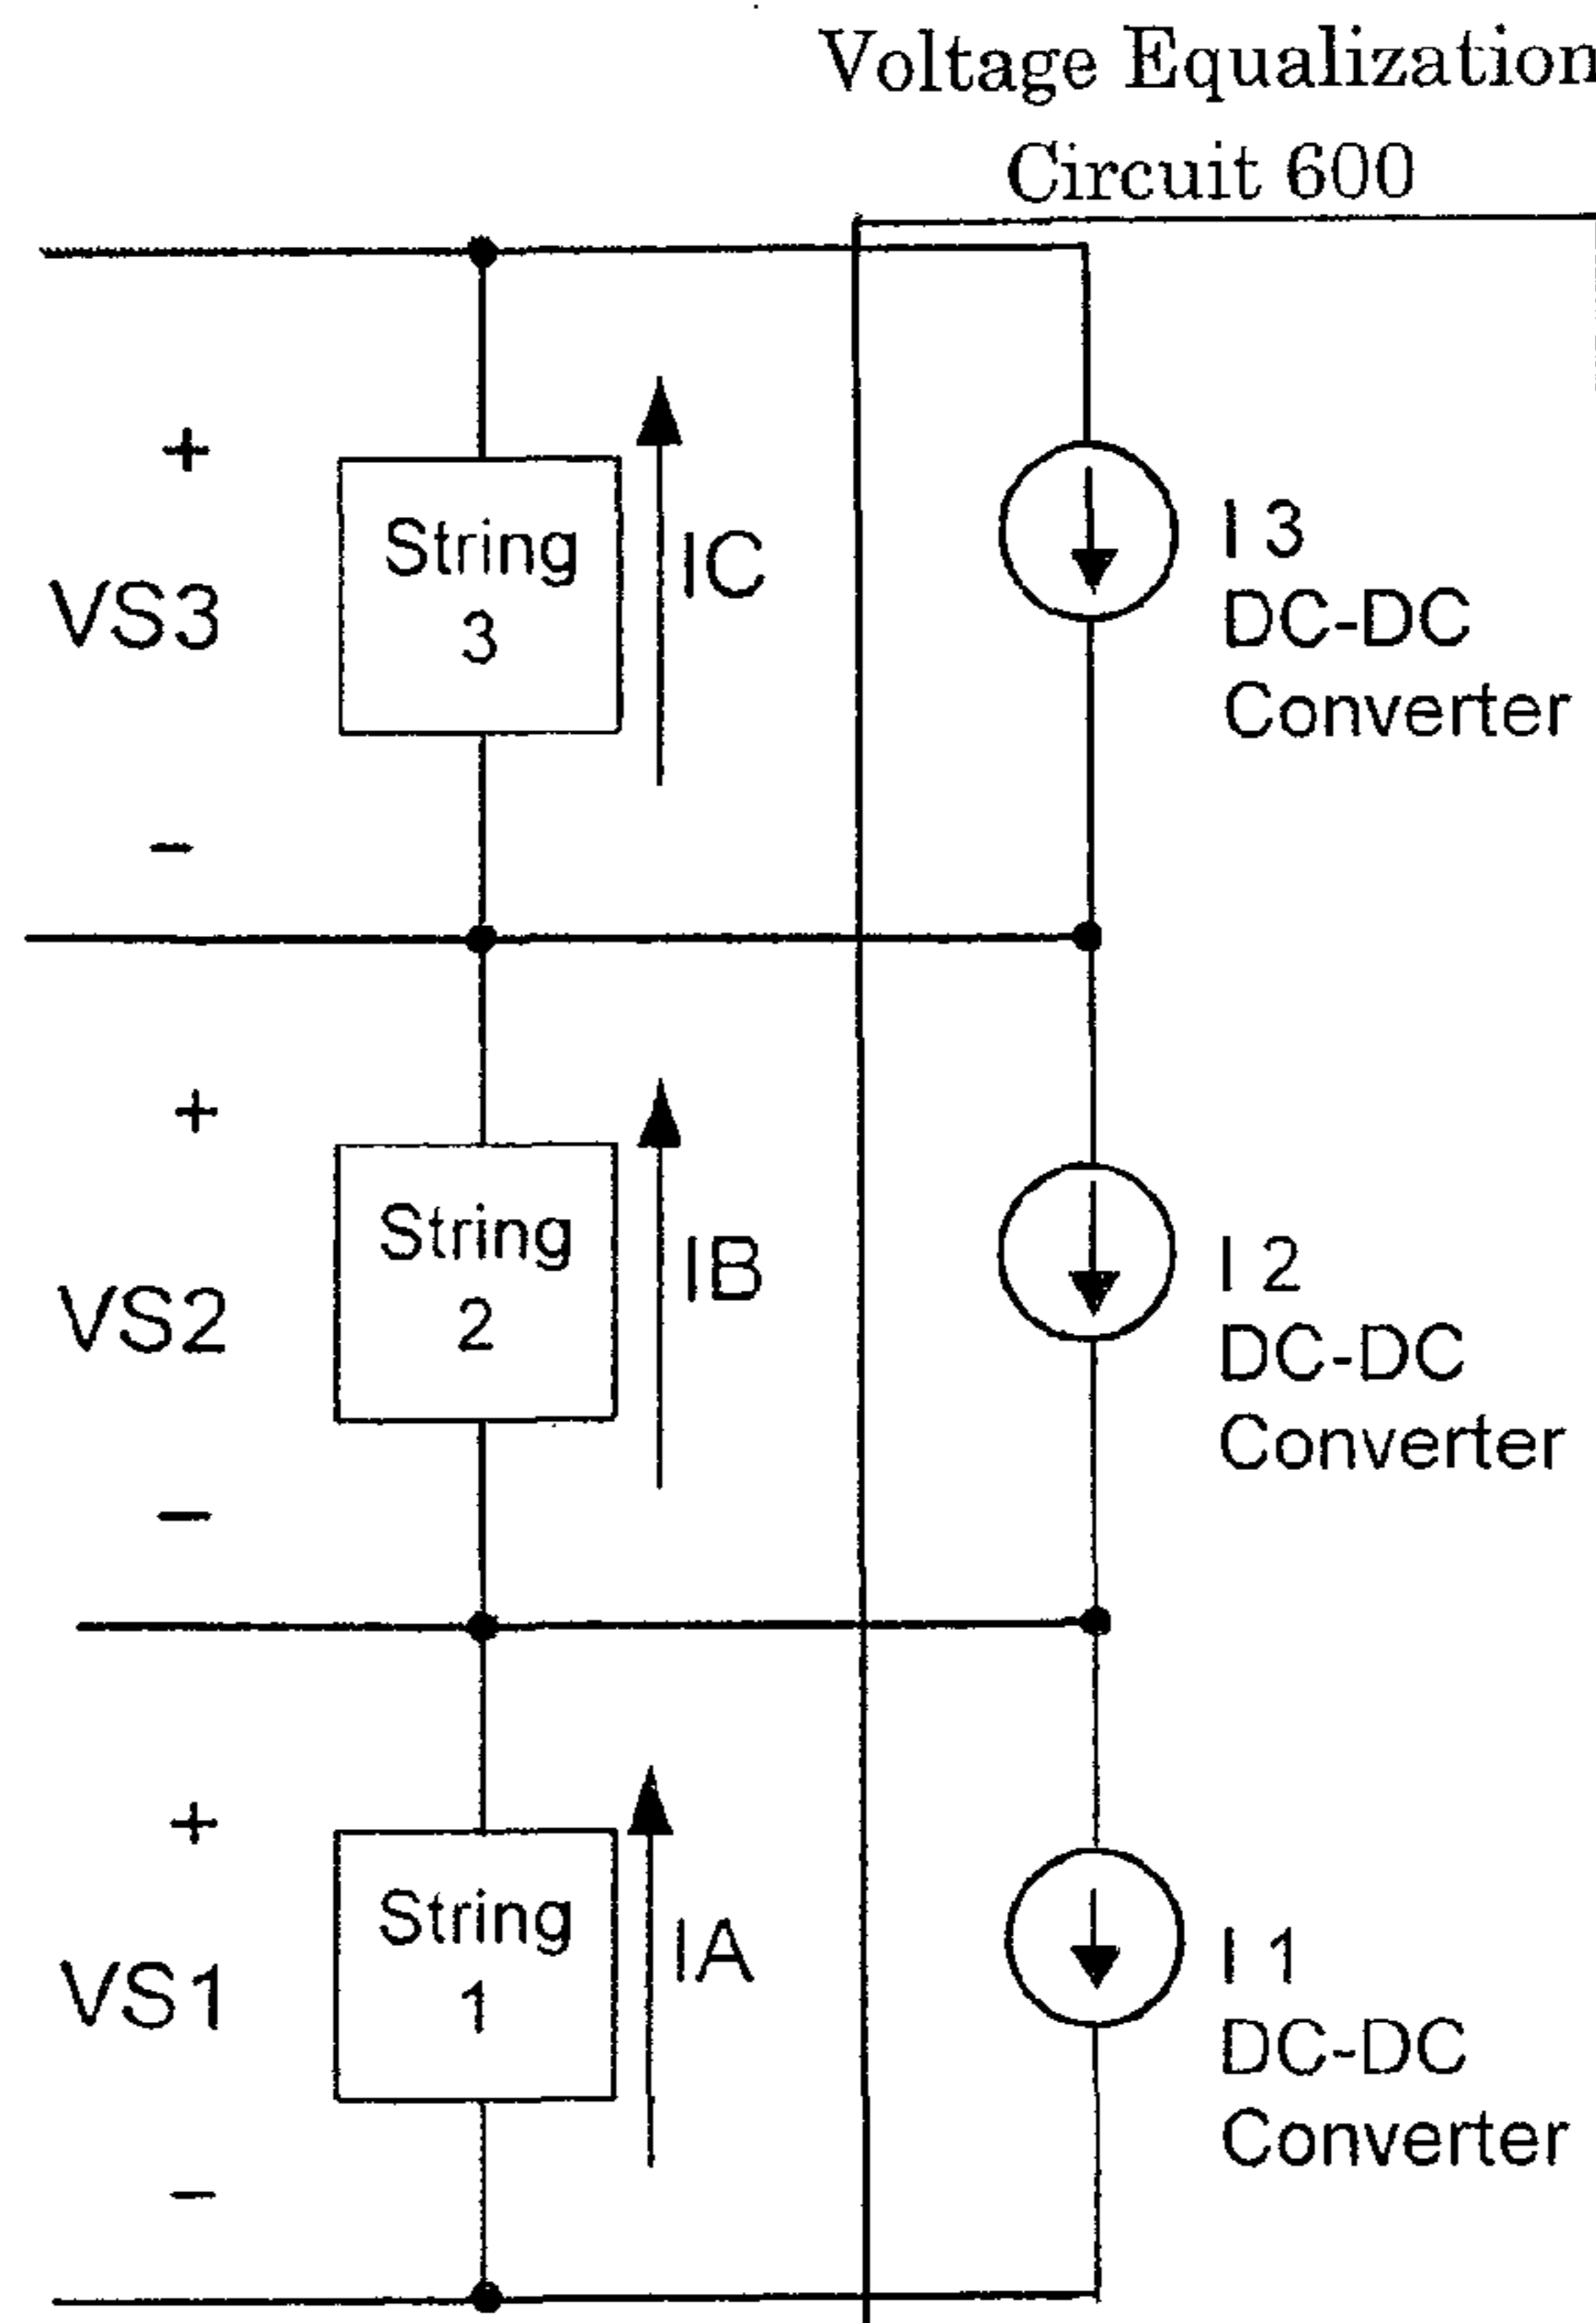 Voltage Equalization
Circuit 600
+
String
3
IC
VS3
I 3
DC-DC
Converter
−
+
String
2
IB
VS2
I 2
DC-DC
Converter
−
+
String
1
IA
VS1
I 1
DC-DC
Converter
−